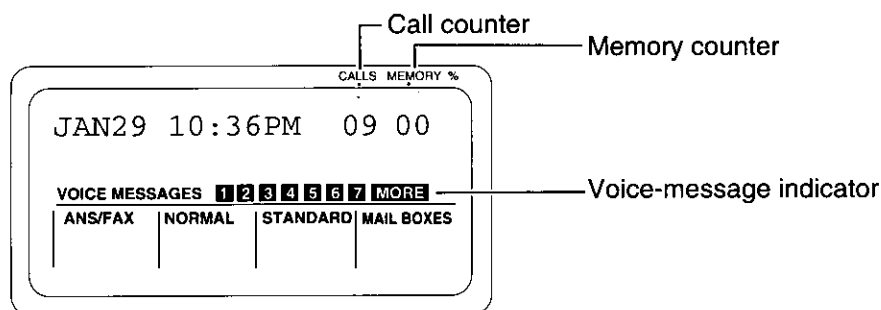 Call counter
Memory counter
CALLS MEMORY %
JAN29 10:36PM 09 00
VOICE MESSAGES 1 2 3 4 5 6 7 MORE
Voice-message indicator
ANS/FAX NORMAL STANDARD MAIL BOXES